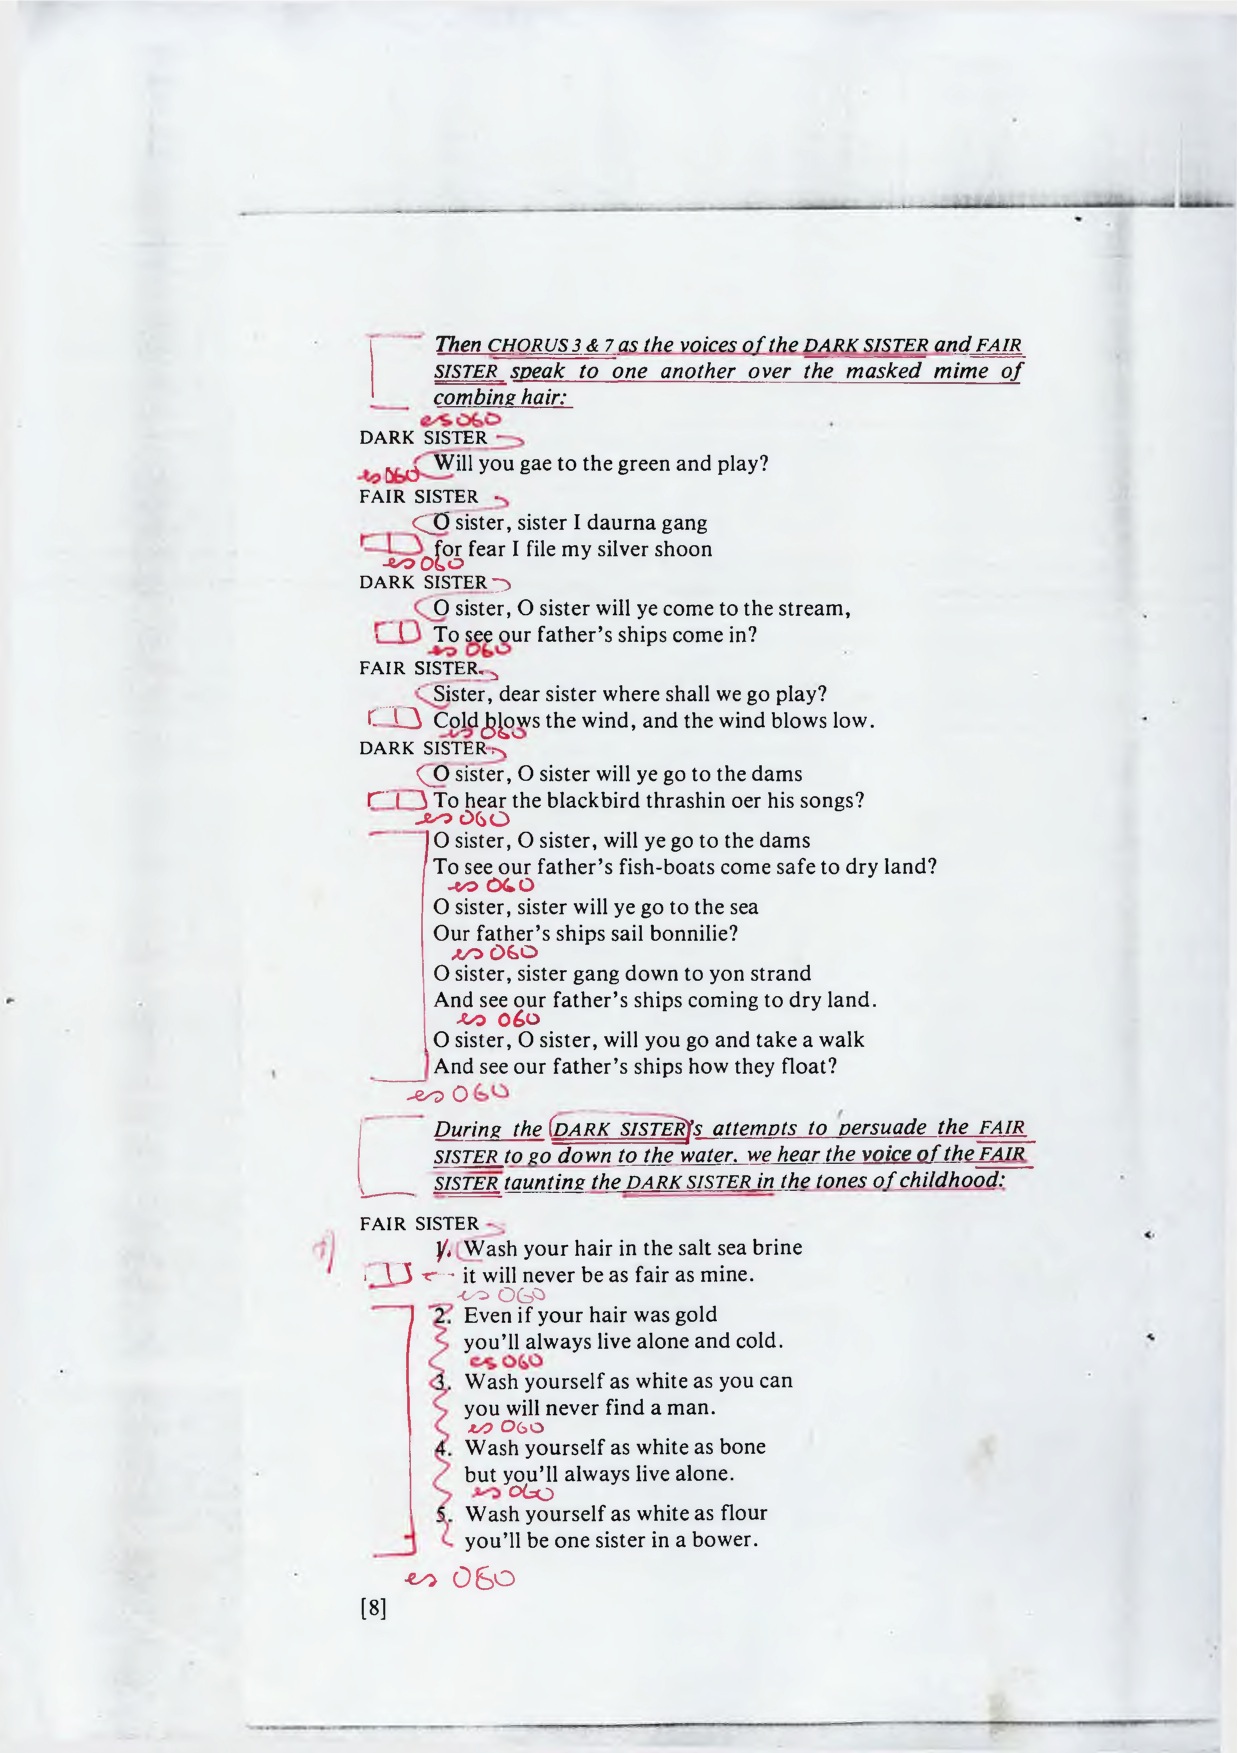 Then CHORUS 3 & 7 as the voices of the DARK SISTER and FAIR
SISTER speak to one another over the masked mime of
combing hair:
es 060
DARK SISTER
Will you gae to the green and play?
es 060
FAIR SISTER
O sister, sister I daurna gang
for fear I file my silver shoon
es 060
DARK SISTER
O sister, O sister will ye come to the stream,
To see our father's ships come in?
es 060
FAIR SISTER.
Sister, dear sister where shall we go play?
Cold blows the wind, and the wind blows low.
es 060
DARK SISTER.
O sister, O sister will ye go to the dams
To hear the blackbird thrashin oer his songs?
es 060
O sister, O sister, will ye go to the dams
To see our father's fish-boats come safe to dry land?
es 060
O sister, sister will ye go to the sea
Our father's ships sail bonnilie?
es 060
O sister, sister gang down to yon strand
And see our father's ships coming to dry land.
es 060
O sister, O sister, will you go and take a walk
And see our father's ships how they float?
es 060
During the DARK SISTER's attempts to persuade the FAIR
SISTER to go down to the water. we hear the voice of the FAIR
SISTER taunting the DARK SISTER in the tones of childhood:
FAIR SISTER
1. Wash your hair in the salt sea brine
it will never be as fair as mine.
es 060
2. Even if your hair was gold
you'll always live alone and cold.
es 060
3. Wash yourself as white as you can
you will never find a man.
es 060
4. Wash yourself as white as bone
but you'll always live alone.
es 060
5. Wash yourself as white as flour
you'll be one sister in a bower.
es 060
[8]